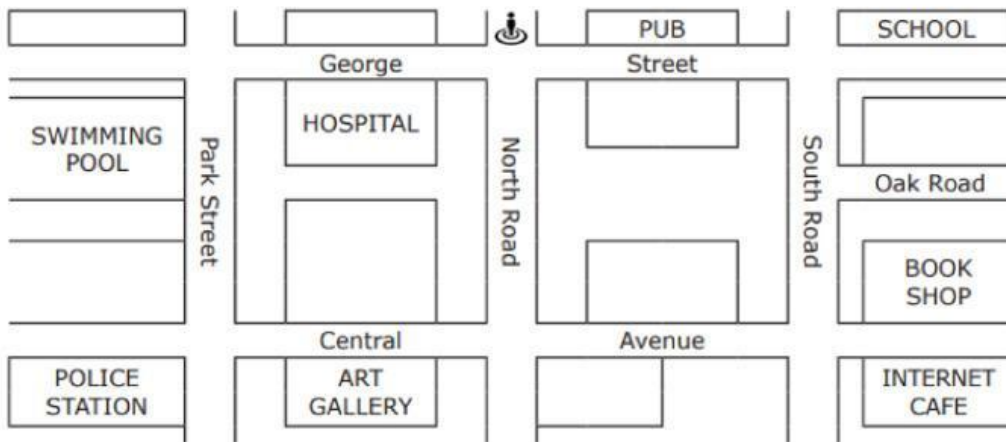 PUB
SCHOOL
George Street
HOSPITAL
SWIMMING
POOL
Park Street
North Road
South Road
Oak Road
BOOK
SHOP
Central Avenue
POLICE
STATION
ART
GALLERY
INTERNET
CAFE